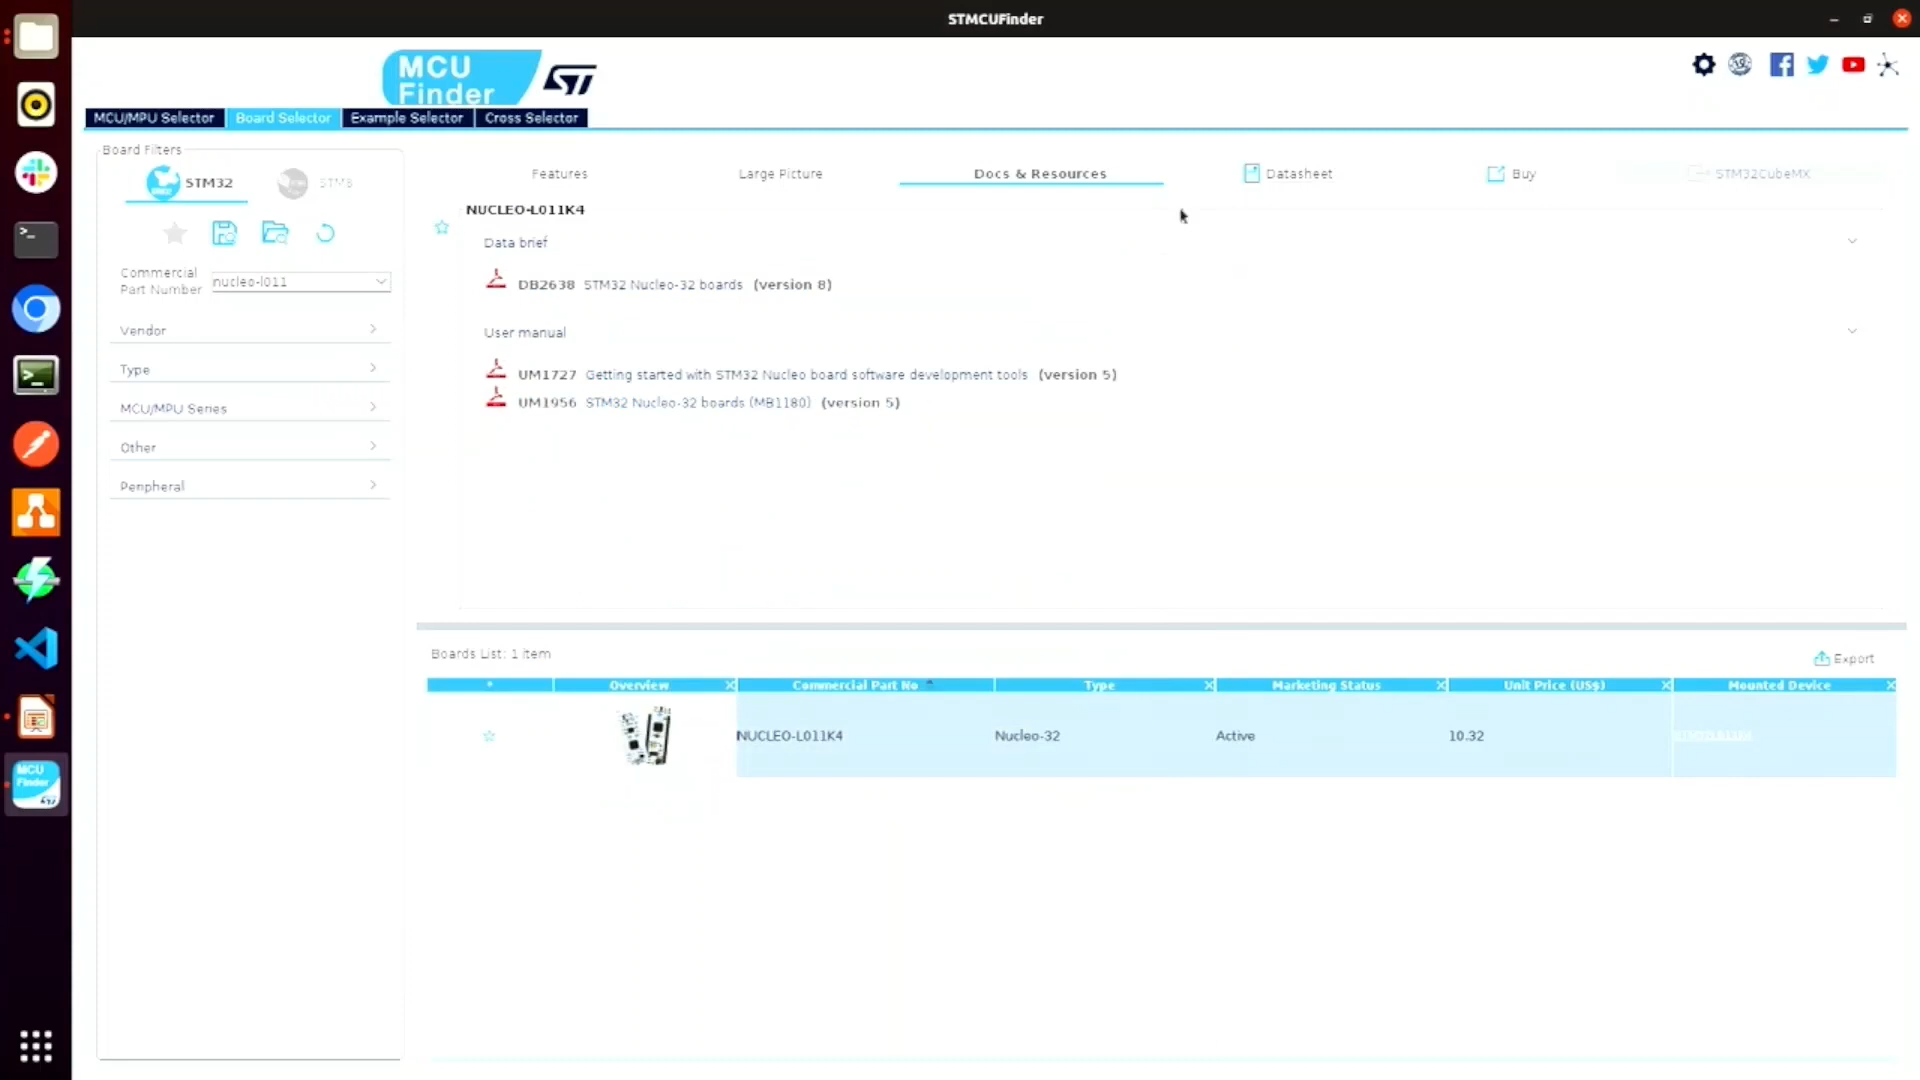 STMCUFinder
MCU
Finder
ST
MCU/MPU Selector Board Selector Example Selector Cross Selector
Board Filters
STM32 STM8
Commercial
Part Number nucleo-l011
Vendor
Type
MCU/MPU Series
Other
Peripheral
Features Large Picture Docs & Resources Datasheet Buy STM32CubeMX
NUCLEO-L011K4
Data brief
DB2638 STM32 Nucleo-32 boards (version 8)
User manual
UM1727 Getting started with STM32 Nucleo board software development tools (version 5)
UM1956 STM32 Nucleo-32 boards (MB1180) (version 5)
Boards List: 1 item
Export
* Overview X Commercial Part No Type X Marketing Status X Unit Price (US$) X Mounted Device X
NUCLEO-L011K4 Nucleo-32 Active 10.32
MCU
Finder
ST